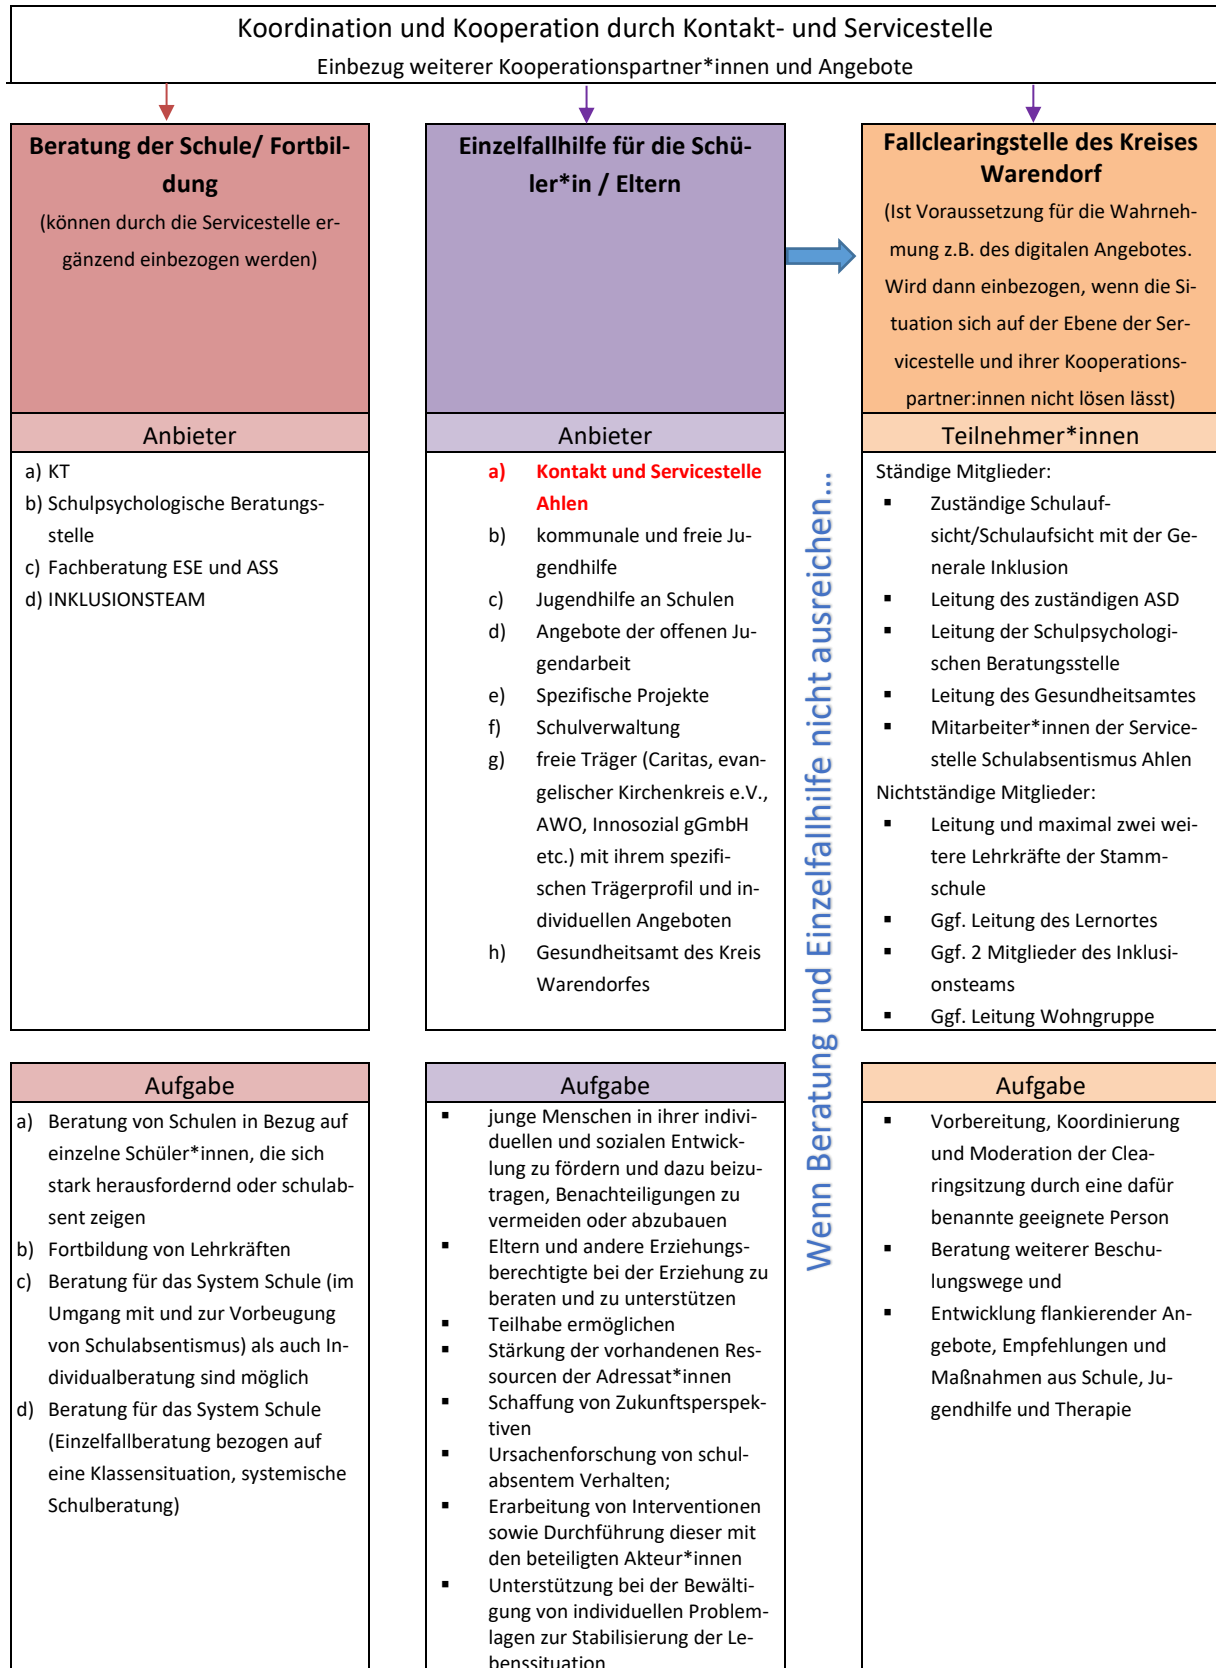 Koordination und Kooperation durch Kontakt- und Servicestelle
Einbezug weiterer Kooperationspartner*innen und Angebote
Beratung der Schule/ Fortbil-
dung
(können durch die Servicestelle er-
gänzend einbezogen werden)
Anbieter
a) KT
b) Schulpsychologische Beratungs-
stelle
c) Fachberatung ESE und ASS
d) INKLUSIONSTEAM
Aufgabe
a) Beratung von Schulen in Bezug auf
einzelne Schüler*innen, die sich
stark herausfordernd oder schulab-
sent zeigen
b) Fortbildung von Lehrkräften
c) Beratung für das System Schule (im
Umgang mit und zur Vorbeugung
von Schulabsentismus) als auch In-
dividualberatung sind möglich
d) Beratung für das System Schule
(Einzelfallberatung bezogen auf
eine Klassensituation, systemische
Schulberatung)
Einzelfallhilfe für die Schü-
ler*in / Eltern
Anbieter
a) Kontakt und Servicestelle
Ahlen
b) kommunale und freie Ju-
gendhilfe
c) Jugendhilfe an Schulen
d) Angebote der offenen Ju-
gendarbeit
e) Spezifische Projekte
f) Schulverwaltung
g) freie Träger (Caritas, evan-
gelischer Kirchenkreis e.V.,
AWO, Innosozial gGmbH
etc.) mit ihrem spezifi-
schen Trägerprofil und in-
dividuellen Angeboten
h) Gesundheitsamt des Kreis
Warendorfes
Aufgabe
▪ junge Menschen in ihrer indivi-
duellen und sozialen Entwick-
lung zu fördern und dazu beizu-
tragen, Benachteiligungen zu
vermeiden oder abzubauen
▪ Eltern und andere Erziehungs-
berechtigte bei der Erziehung zu
beraten und zu unterstützen
▪ Teilhabe ermöglichen
▪ Stärkung der vorhandenen Res-
sourcen der Adressat*innen
▪ Schaffung von Zukunftsperspek-
tiven
▪ Ursachenforschung von schul-
absentem Verhalten;
▪ Erarbeitung von Interventionen
sowie Durchführung dieser mit
den beteiligten Akteur*innen
▪ Unterstützung bei der Bewälti-
gung von individuellen Problem-
lagen zur Stabilisierung der Le-
benssituation
Wenn Beratung und Einzelfallhilfe nicht ausreichen...
Fallclearingstelle des Kreises
Warendorf
(Ist Voraussetzung für die Wahrneh-
mung z.B. des digitalen Angebotes.
Wird dann einbezogen, wenn die Si-
tuation sich auf der Ebene der Ser-
vicestelle und ihrer Kooperations-
partner:innen nicht lösen lässt)
Teilnehmer*innen
Ständige Mitglieder:
▪ Zuständige Schulauf-
sicht/Schulaufsicht mit der Ge-
nerale Inklusion
▪ Leitung des zuständigen ASD
▪ Leitung der Schulpsychologi-
schen Beratungsstelle
▪ Leitung des Gesundheitsamtes
▪ Mitarbeiter*innen der Service-
stelle Schulabsentismus Ahlen
Nichtständige Mitglieder:
▪ Leitung und maximal zwei wei-
tere Lehrkräfte der Stamm-
schule
▪ Ggf. Leitung des Lernortes
▪ Ggf. 2 Mitglieder des Inklusi-
onsteams
▪ Ggf. Leitung Wohngruppe
Aufgabe
▪ Vorbereitung, Koordinierung
und Moderation der Clea-
ringsitzung durch eine dafür
benannte geeignete Person
▪ Beratung weiterer Beschu-
lungswege und
▪ Entwicklung flankierender An-
gebote, Empfehlungen und
Maßnahmen aus Schule, Ju-
gendhilfe und Therapie